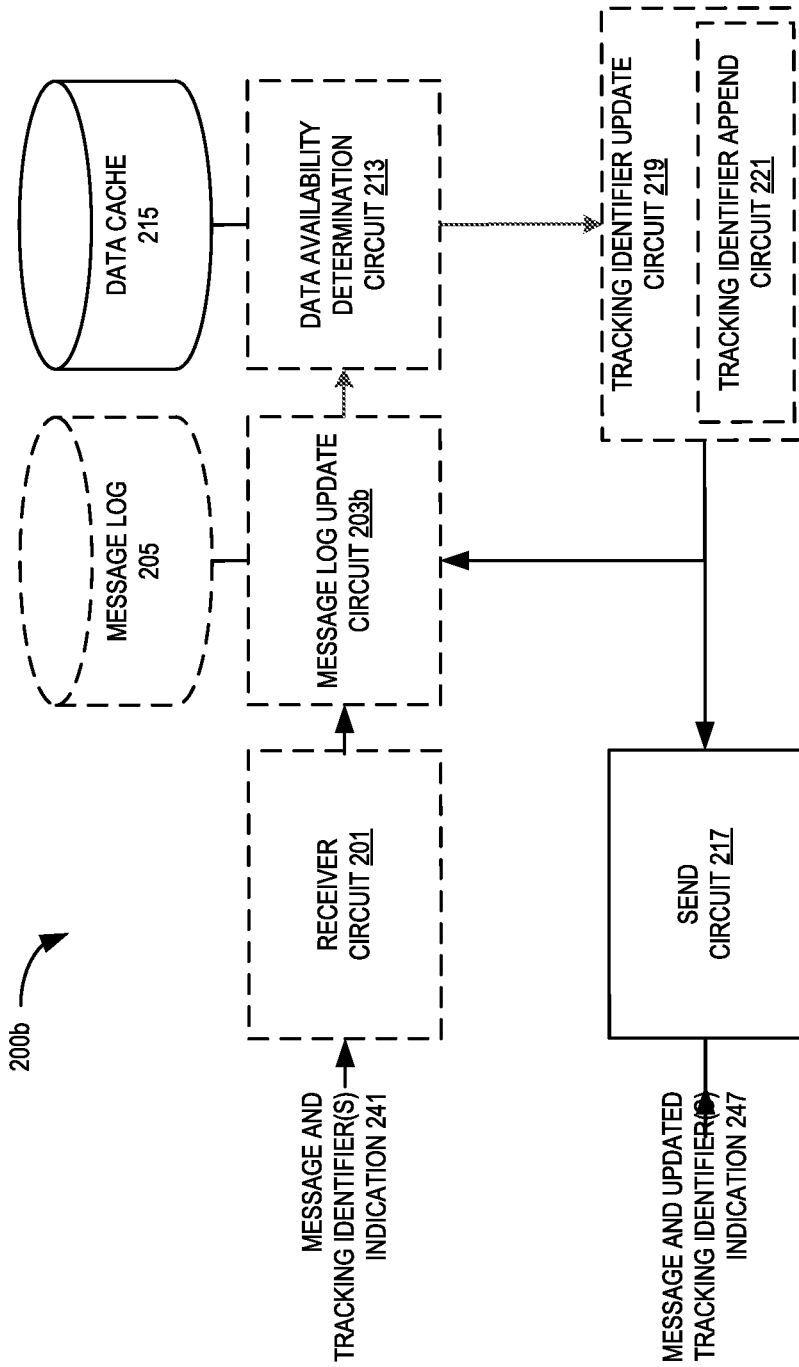 200b
MESSAGE LOG
205
DATA CACHE
215
MESSAGE AND
TRACKING IDENTIFIER(S)
INDICATION 241
RECEIVER
CIRCUIT 201
MESSAGE LOG UPDATE
CIRCUIT 203b
DATA AVAILABILITY
DETERMINATION
CIRCUIT 213
MESSAGE AND UPDATED
TRACKING IDENTIFIER(S)
INDICATION 247
SEND
CIRCUIT 217
TRACKING IDENTIFIER UPDATE
CIRCUIT 219
TRACKING IDENTIFIER APPEND
CIRCUIT 221